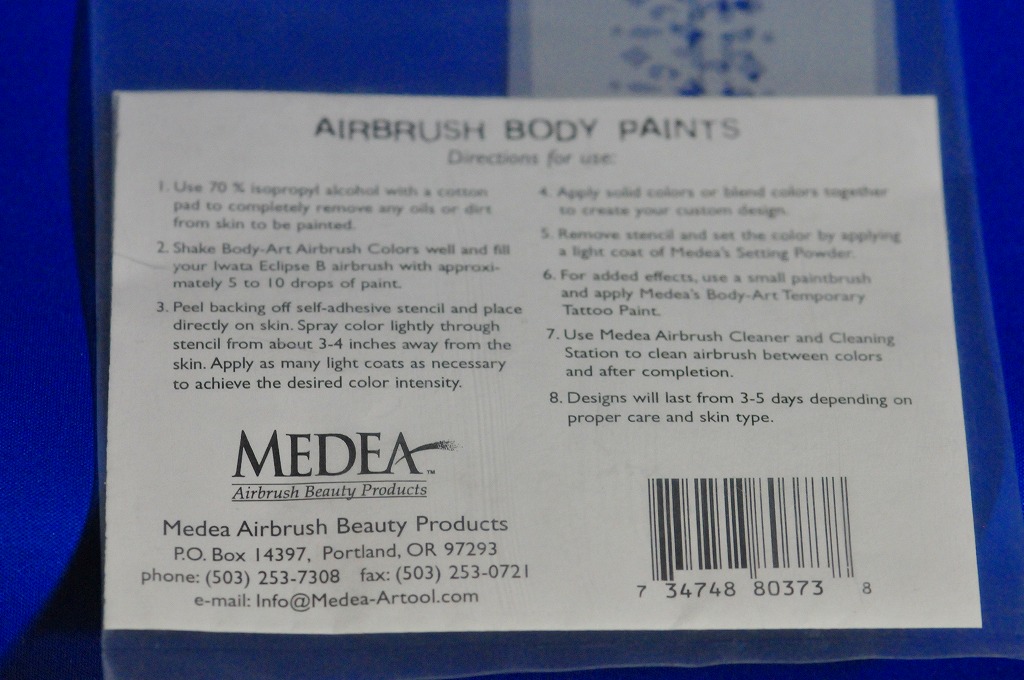 AIRBRUSH BODY PAINTS
Directions for use:
1. Use 70 % isopropyl alcohol with a cotton
pad to completely remove any oils or dirt
from skin to be painted.
2. Shake Body-Art Airbrush Colors well and fill
your Iwata Eclipse B airbrush with approxi-
mately 5 to 10 drops of paint.
3. Peel backing off self-adhesive stencil and place
directly on skin. Spray color lightly through
stencil from about 3-4 inches away from the
skin. Apply as many light coats as necessary
to achieve the desired color intensity.
4. Apply solid colors or blend colors together
to create your custom design.
5. Remove stencil and set the color by applying
a light coat of Medea's Setting Powder.
6. For added effects, use a small paintbrush
and apply Medea's Body-Art Temporary
Tattoo Paint.
7. Use Medea Airbrush Cleaner and Cleaning
Station to clean airbrush between colors
and after completion.
8. Designs will last from 3-5 days depending on
proper care and skin type.
MEDEA™
Airbrush Beauty Products
Medea Airbrush Beauty Products
P.O. Box 14397, Portland, OR 97293
phone: (503) 253-7308 fax: (503) 253-0721
e-mail: Info@Medea-Artool.com
7 34748 80373 8